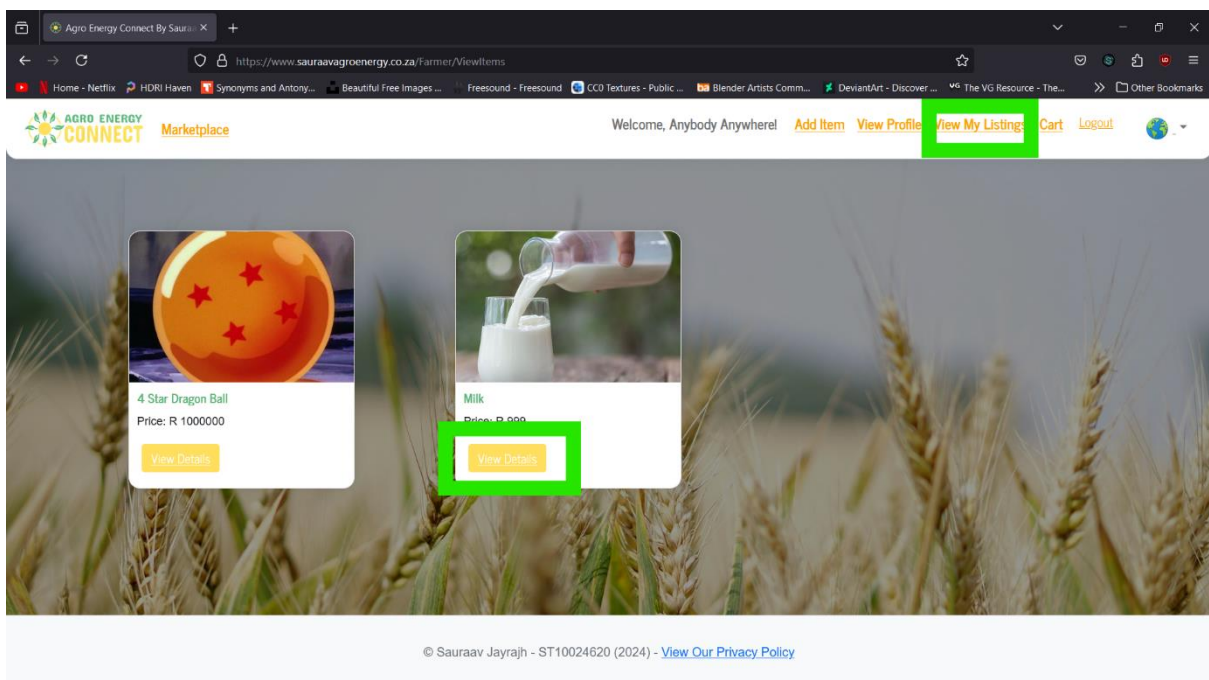 Agro Energy Connect By Saura
https://www.sauraavagroenergy.co.za/Farmer/ViewItems
Home - Netflix HDRI Haven Synonyms and Antony... Beautiful Free Images ... Freesound - Freesound CC0 Textures - Public ... Blender Artists Comm... DeviantArt - Discover ... The VG Resource - The... Other Bookmarks
AGRO ENERGY
CONNECT
Marketplace Welcome, Anybody Anywhere! Add Item View Profile View My Listings Cart Logout
4 Star Dragon Ball
Price: R 1000000
View Details
Milk
Price: R 999
View Details
© Sauraav Jayrajh - ST10024620 (2024) - View Our Privacy Policy